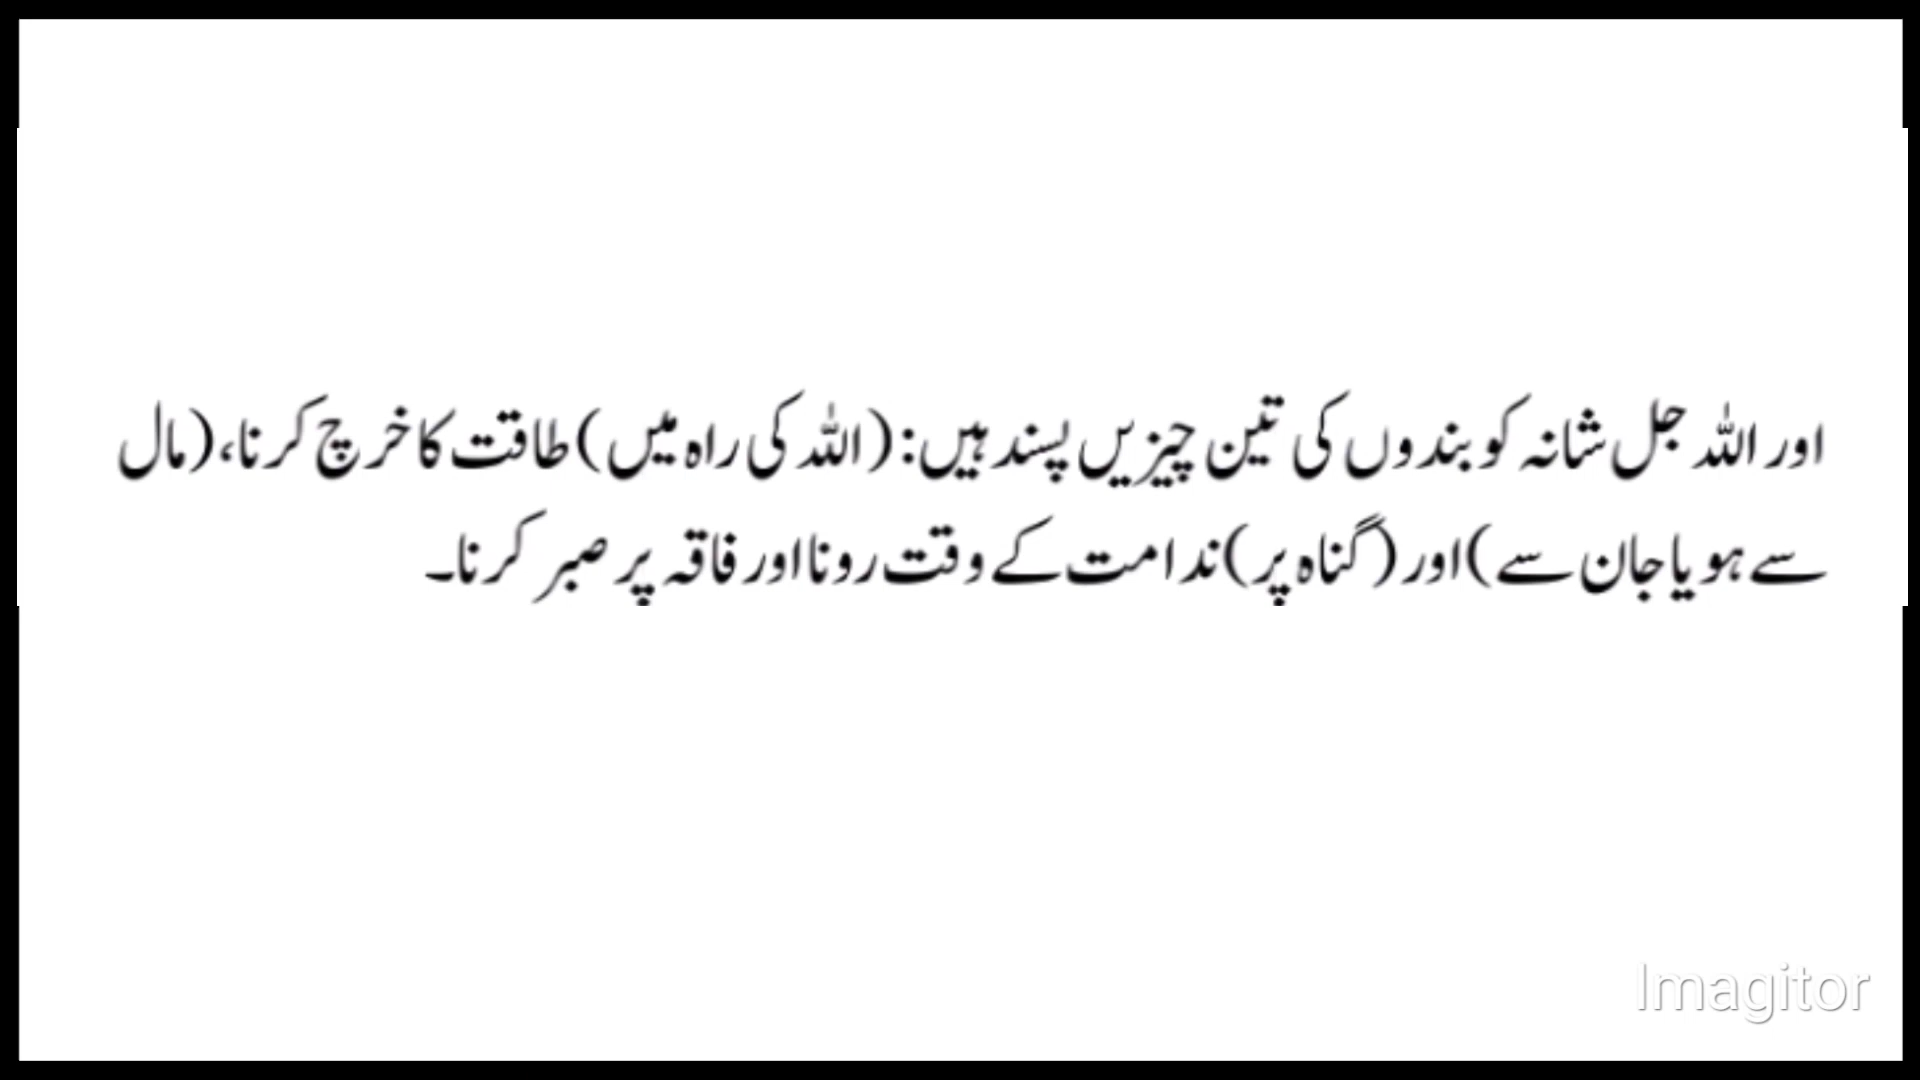 اور اللہ جل شانہ کو بندوں کی تین چیزیں پسند ہیں: (اللہ کی راہ میں) طاقت کا خرچ کرنا، (مال
سے ہو یا جان سے) اور (گناہ پر) ندامت کے وقت رونا اور فاقہ پر صبر کرنا۔
Imagitor